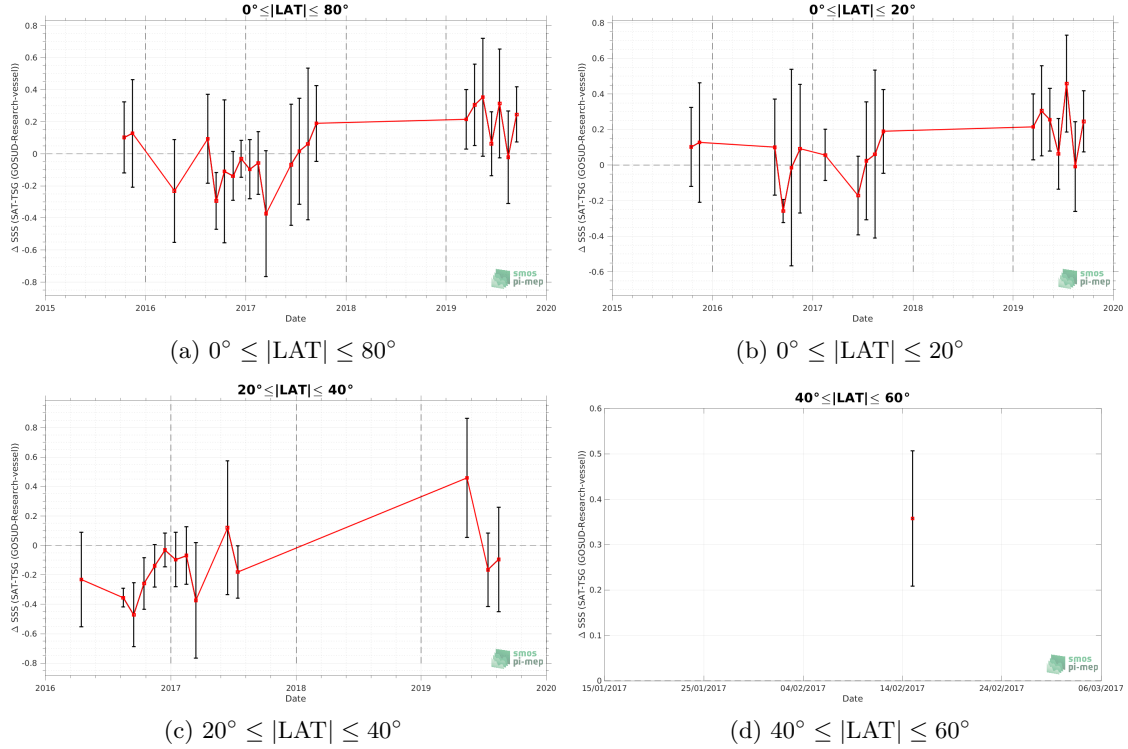 0°≤|LAT|≤ 80°
Δ SSS (SAT-TSG (GOSUD-Research-vessel))
0.8
0.6
0.4
0.2
0
-0.2
-0.4
-0.6
-0.8
2015
2016
2017
2018
2019
2020
Date
smos
pi-mep
(a) 0° ≤ |LAT| ≤ 80°
0°≤|LAT|≤ 20°
Δ SSS (SAT-TSG (GOSUD-Research-vessel))
0.8
0.6
0.4
0.2
0
-0.2
-0.4
-0.6
2015
2016
2017
2018
2019
2020
Date
smos
pi-mep
(b) 0° ≤ |LAT| ≤ 20°
20°≤|LAT|≤ 40°
Δ SSS (SAT-TSG (GOSUD-Research-vessel))
0.8
0.6
0.4
0.2
0
-0.2
-0.4
-0.6
-0.8
2016
2017
2018
2019
2020
Date
smos
pi-mep
(c) 20° ≤ |LAT| ≤ 40°
40°≤|LAT|≤ 60°
Δ SSS (SAT-TSG (GOSUD-Research-vessel))
0.6
0.5
0.4
0.3
0.2
0.1
0
15/01/2017
25/01/2017
04/02/2017
14/02/2017
24/02/2017
06/03/2017
Date
smos
pi-mep
(d) 40° ≤ |LAT| ≤ 60°